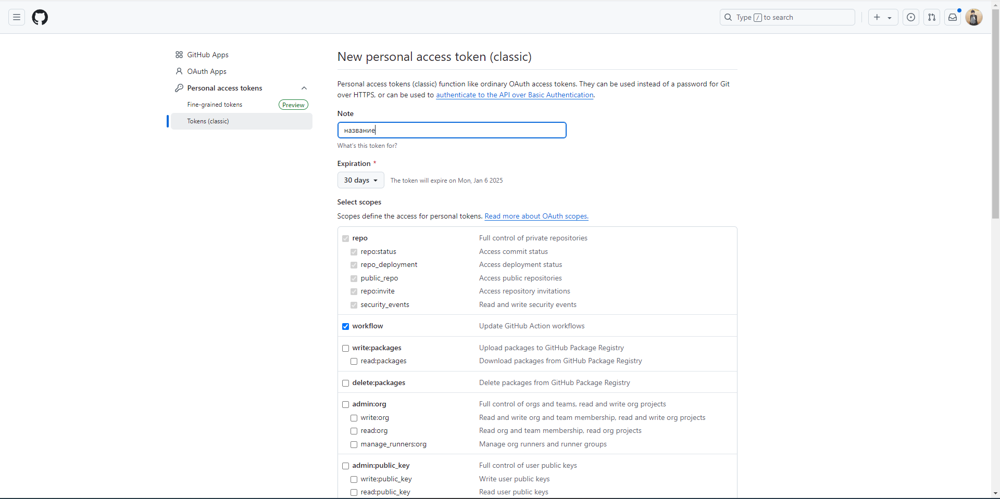 Type / to search
GitHub Apps
OAuth Apps
Personal access tokens
Fine-grained tokens
Preview
Tokens (classic)
New personal access token (classic)
Personal access tokens (classic) function like ordinary OAuth access tokens. They can be used instead of a password for Git
over HTTPS, or can be used to authenticate to the API over Basic Authentication.
Note
название
What's this token for?
Expiration *
30 days
The token will expire on Mon, Jan 6 2025
Select scopes
Scopes define the access for personal tokens. Read more about OAuth scopes.
repo Full control of private repositories
repo:status Access commit status
repo_deployment Access deployment status
public_repo Access public repositories
repo:invite Access repository invitations
security_events Read and write security events
workflow Update GitHub Action workflows
write:packages Upload packages to GitHub Package Registry
read:packages Download packages from GitHub Package Registry
delete:packages Delete packages from GitHub Package Registry
admin:org Full control of orgs and teams, read and write org projects
write:org Read and write org and team membership, read and write org projects
read:org Read org and team membership, read org projects
manage_runners:org Manage org runners and runner groups
admin:public_key Full control of user public keys
write:public_key Write user public keys
read:public_key Read user public keys